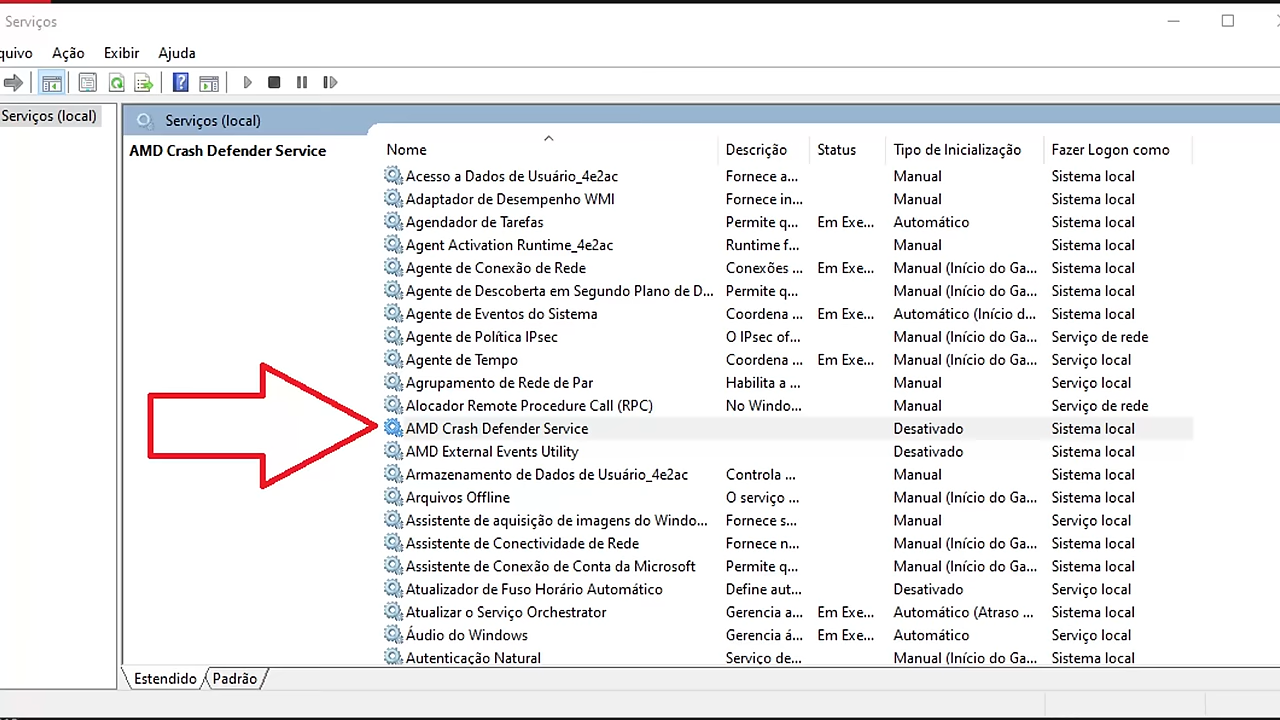 Serviços
quivo Ação Exibir Ajuda
Serviços (local)
Serviços (local)
AMD Crash Defender Service
Nome Descrição Status Tipo de Inicialização Fazer Logon como
Acesso a Dados de Usuário_4e2ac Fornece a... Manual Sistema local
Adaptador de Desempenho WMI Fornece in... Manual Sistema local
Agendador de Tarefas Permite q... Em Exe... Automático Sistema local
Agent Activation Runtime_4e2ac Runtime f... Manual Sistema local
Agente de Conexão de Rede Conexões ... Em Exe... Manual (Início do Ga... Sistema local
Agente de Descoberta em Segundo Plano de D... Permite q... Manual (Início do Ga... Sistema local
Agente de Eventos do Sistema Coordena ... Em Exe... Automático (Início d... Sistema local
Agente de Política IPsec O IPsec of... Manual (Início do Ga... Serviço de rede
Agente de Tempo Coordena ... Em Exe... Manual (Início do Ga... Serviço local
Agrupamento de Rede de Par Habilita a ... Manual Serviço local
Alocador Remote Procedure Call (RPC) No Windo... Manual Serviço de rede
AMD Crash Defender Service Desativado Sistema local
AMD External Events Utility Desativado Sistema local
Armazenamento de Dados de Usuário_4e2ac Controla ... Manual Sistema local
Arquivos Offline O serviço ... Manual (Início do Ga... Sistema local
Assistente de aquisição de imagens do Windo... Fornece s... Manual Serviço local
Assistente de Conectividade de Rede Fornece n... Manual (Início do Ga... Sistema local
Assistente de Conexão de Conta da Microsoft Permite q... Manual (Início do Ga... Sistema local
Atualizador de Fuso Horário Automático Define aut... Desativado Serviço local
Atualizar o Serviço Orchestrator Gerencia a... Em Exe... Automático (Atraso ... Sistema local
Áudio do Windows Gerencia á... Em Exe... Automático Serviço local
Autenticação Natural Serviço de... Manual (Início do Ga... Sistema local
Estendido Padrão